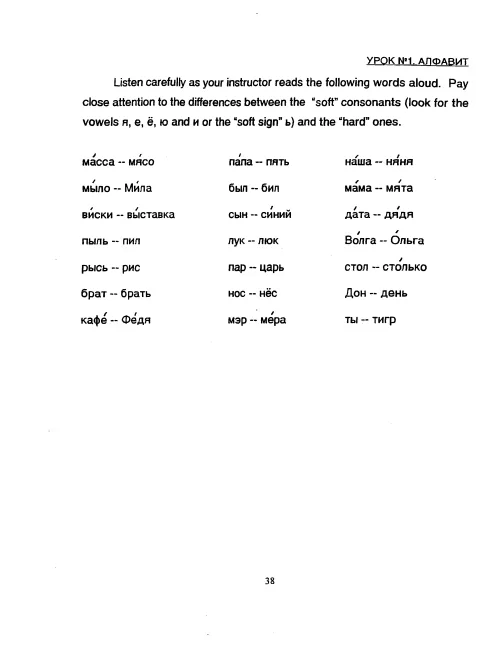 УРОК №1. АЛФАВИТ
Listen carefully as your instructor reads the following words aloud. Pay
close attention to the differences between the "soft" consonants (look for the
vowels я, е, ё, ю and и or the "soft sign" ь) and the "hard" ones.
ма́сса -- мя́со па́па -- пять на́ша -- ня́ня
мы́ло -- Ми́ла был -- бил ма́ма -- мя́та
ви́ски -- вы́ставка сын -- си́ний да́та -- дя́дя
пыль -- пил лук -- люк Во́лга -- О́льга
рысь -- рис пар -- царь стол -- сто́лько
брат -- брать нос -- нёс Дон -- день
кафе́ -- Фе́дя мэр -- ме́ра ты -- тигр
38